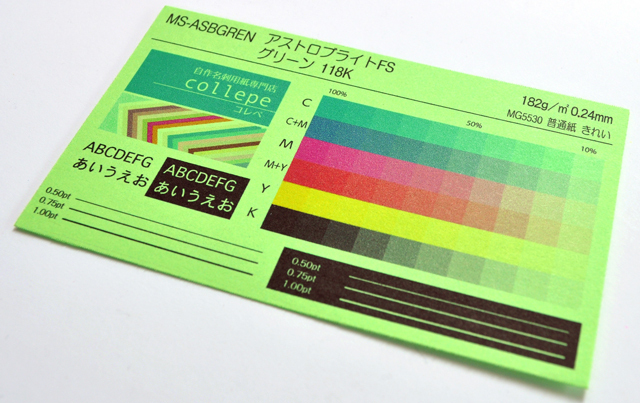 MS-ASBGREN アストロブライトFS
グリーン 118K
182g/㎡ 0.24mm
MG5530 普通紙 きれい
自作名刺用紙専門店
collepe
コレペ
100%
50%
10%
C
C+M
M
M+Y
Y
K
ABCDEFG
あいうえお
ABCDEFG
あいうえお
0.50pt
0.75pt
1.00pt
0.50pt
0.75pt
1.00pt